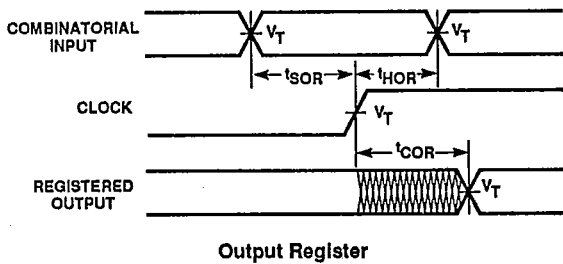 COMBINATORIAL
INPUT
VT
VT
tSOR
tHOR
CLOCK
VT
tCOR
REGISTERED
OUTPUT
VT
Output Register